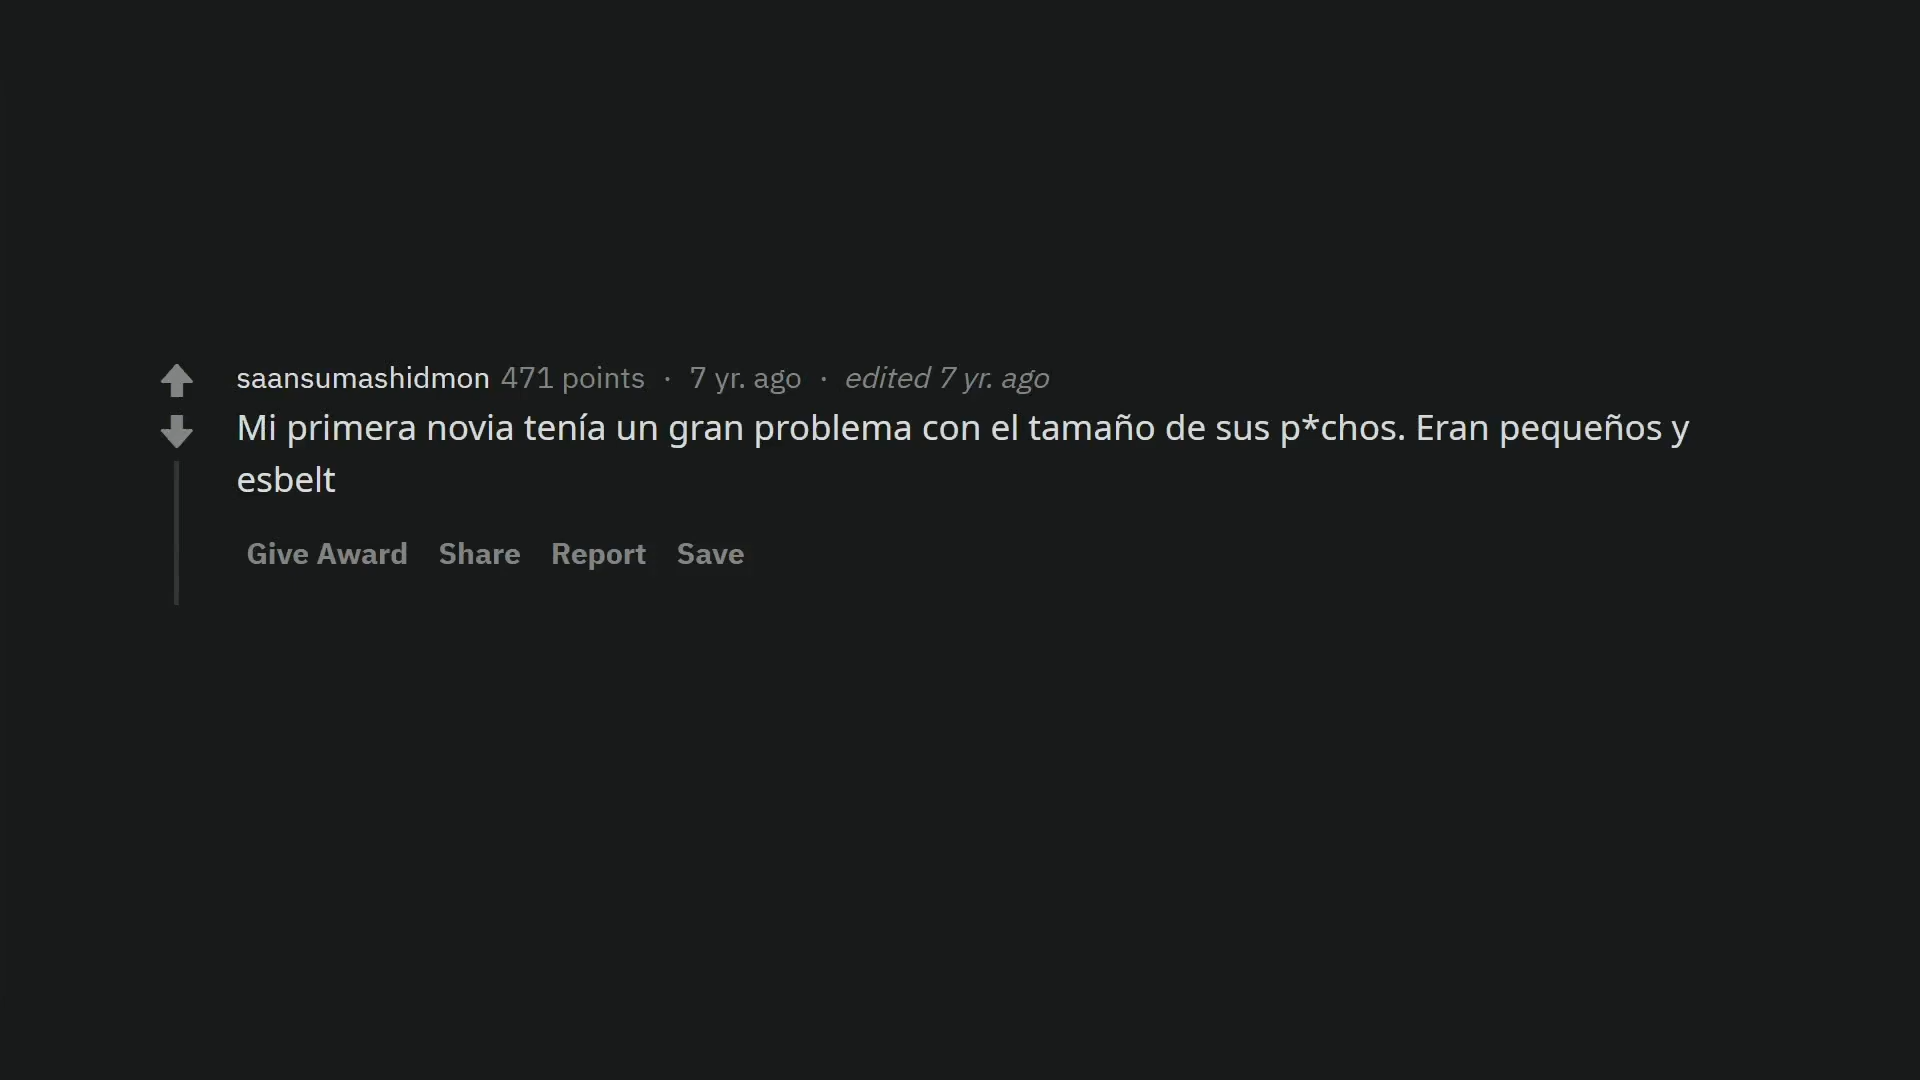 saansumashidmon 471 points · 7 yr. ago · edited 7 yr. ago
Mi primera novia tenía un gran problema con el tamaño de sus p*chos. Eran pequeños y
esbelt
Give Award Share Report Save